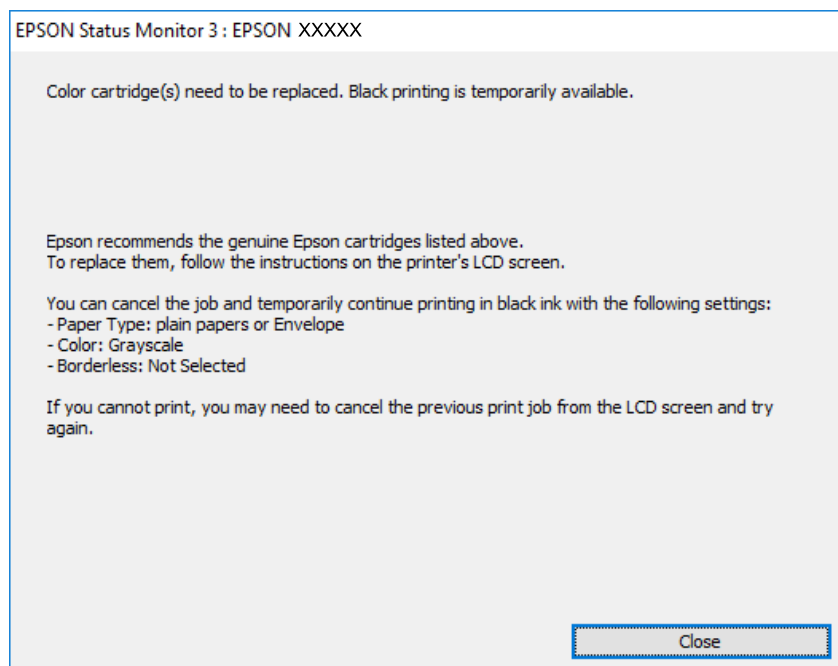 EPSON Status Monitor 3 : EPSON XXXXX
Color cartridge(s) need to be replaced. Black printing is temporarily available.
Epson recommends the genuine Epson cartridges listed above.
To replace them, follow the instructions on the printer's LCD screen.
You can cancel the job and temporarily continue printing in black ink with the following settings:
- Paper Type: plain papers or Envelope
- Color: Grayscale
- Borderless: Not Selected
If you cannot print, you may need to cancel the previous print job from the LCD screen and try
again.
Close